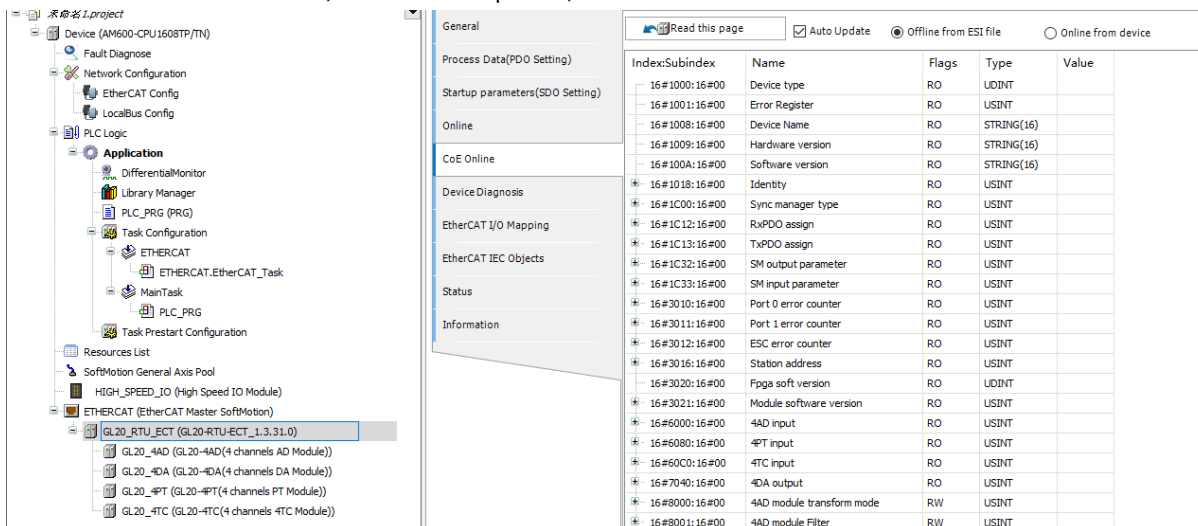 未命名1.project
Device (AM600-CPU1608TP/TN)
Fault Diagnose
Network Configuration
EtherCAT Config
LocalBus Config
PLC Logic
Application
DifferentialMonitor
Library Manager
PLC_PRG (PRG)
Task Configuration
ETHERCAT
ETHERCAT.EtherCAT_Task
MainTask
PLC_PRG
Task Prestart Configuration
Resources List
SoftMotion General Axis Pool
HIGH_SPEED_IO (High Speed IO Module)
ETHERCAT (EtherCAT Master SoftMotion)
GL20_RTU_ECT (GL20-RTU-ECT_1.3.31.0)
GL20_4AD (GL20-4AD(4 channels AD Module))
GL20_4DA (GL20-4DA(4 channels DA Module))
GL20_4PT (GL20-4PT(4 channels PT Module))
GL20_4TC (GL20-4TC(4 channels 4TC Module))
General
Process Data(PDO Setting)
Startup parameters(SDO Setting)
Online
CoE Online
Device Diagnosis
EtherCAT I/O Mapping
EtherCAT IEC Objects
Status
Information
Read this page Auto Update Offline from ESI file Online from device
Index:Subindex Name Flags Type Value
16#1000:16#00 Device type RO UDINT
16#1001:16#00 Error Register RO USINT
16#1008:16#00 Device Name RO STRING(16)
16#1009:16#00 Hardware version RO STRING(16)
16#100A:16#00 Software version RO STRING(16)
16#1018:16#00 Identity RO USINT
16#1C00:16#00 Sync manager type RO USINT
16#1C12:16#00 RxPDO assign RO USINT
16#1C13:16#00 TxPDO assign RO USINT
16#1C32:16#00 SM output parameter RO USINT
16#1C33:16#00 SM input parameter RO USINT
16#3010:16#00 Port 0 error counter RO USINT
16#3011:16#00 Port 1 error counter RO USINT
16#3012:16#00 ESC error counter RO USINT
16#3016:16#00 Station address RO USINT
16#3020:16#00 Fpga soft version RO UDINT
16#3021:16#00 Module software version RO USINT
16#6000:16#00 4AD input RO USINT
16#6080:16#00 4PT input RO USINT
16#60C0:16#00 4TC input RO USINT
16#7040:16#00 4DA output RO USINT
16#8000:16#00 4AD module transform mode RW USINT
16#8001:16#00 4AD module Filter RW USINT